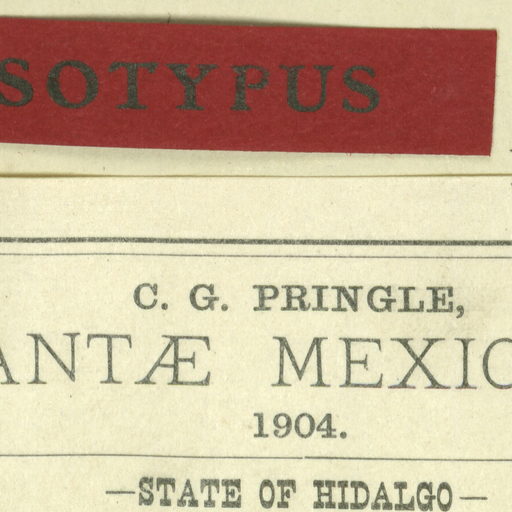 SOTYPUS
C. G. PRINGLE,
ANTÆ MEXIC
1904.
—STATE OF HIDALGO—